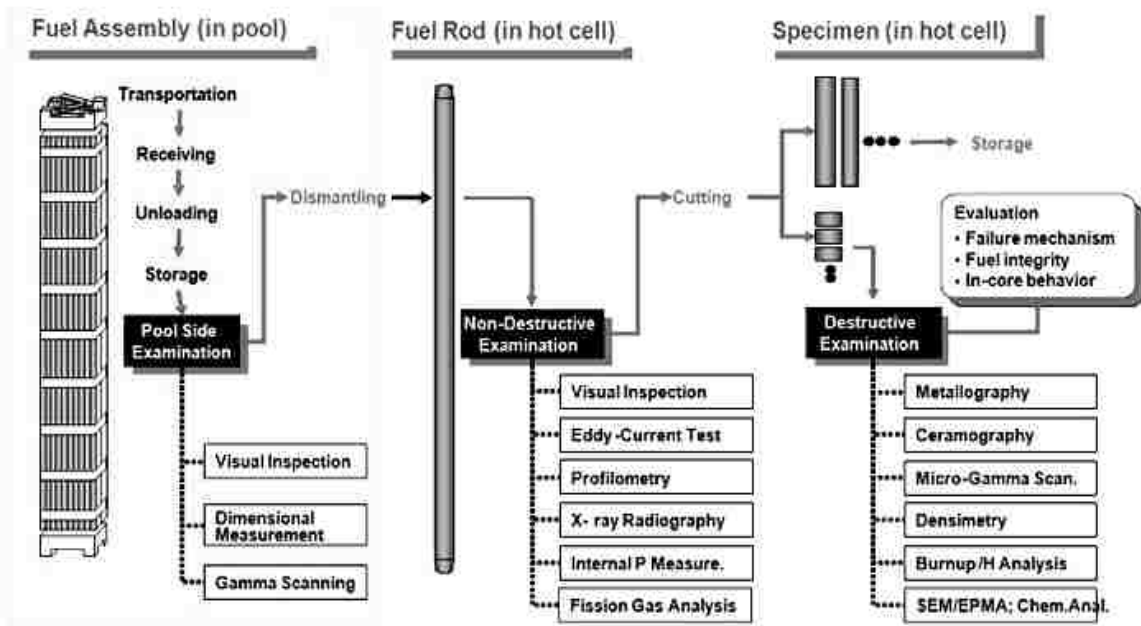 Fuel Assembly (in pool)
Transportation
Receiving
Unloading
Storage
Pool Side
Examination
Visual Inspection
Dimensional
Measurement
Gamma Scanning
Dismantling
Fuel Rod (in hot cell)
Non-Destructive
Examination
Visual Inspection
Eddy-Current Test
Profilometry
X- ray Radiography
Internal P Measure.
Fission Gas Analysis
Cutting
Specimen (in hot cell)
Storage
Evaluation
• Failure mechanism
• Fuel integrity
• In-core behavior
Destructive
Examination
Metallography
Ceramography
Micro-Gamma Scan.
Densimetry
Burnup/H Analysis
SEM/EPMA; Chem.Anal.